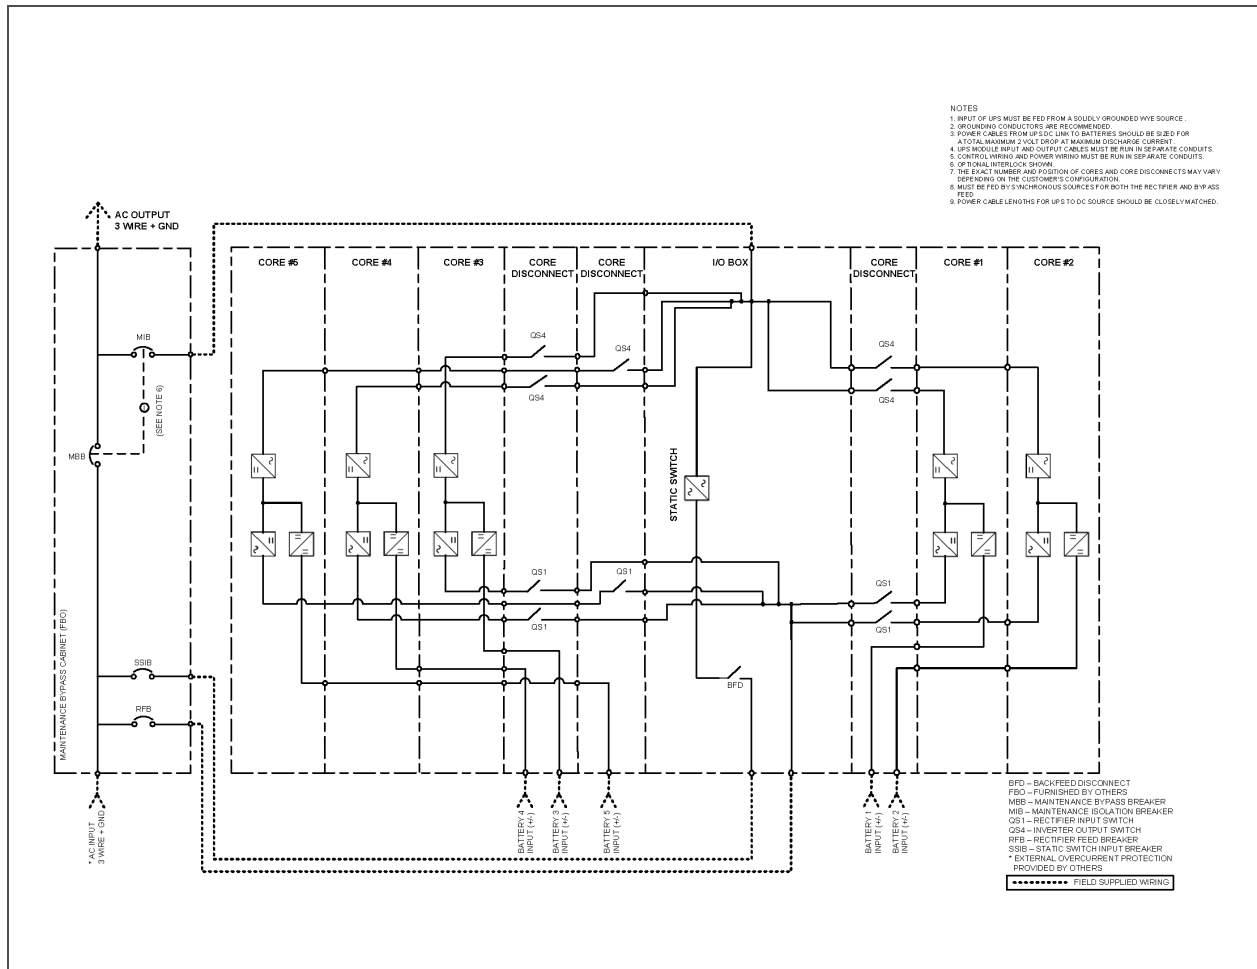 NOTES
1. INPUT OF UPS MUST BE FED FROM A SOLIDLY GROUNDED WYE SOURCE .
2. GROUNDING CONDUCTORS ARE RECOMMENDED.
3. POWER CABLES FROM UPS DC LINK TO BATTERIES SHOULD BE SIZED FOR
A TOTAL MAXIMUM 2 VOLT DROP AT MAXIMUM DISCHARGE CURRENT.
4. UPS MODULE INPUT AND OUTPUT CABLES MUST BE RUN IN SEPARATE CONDUITS.
5. CONTROL WIRING AND POWER WIRING MUST BE RUN IN SEPARATE CONDUITS.
6. OPTIONAL INTERLOCK SHOWN.
7. THE EXACT NUMBER AND POSITION OF CORES AND CORE DISCONNECTS MAY VARY
DEPENDING ON THE CUSTOMER'S CONFIGURATION.
8. MUST BE FED BY SYNCHRONOUS SOURCES FOR BOTH THE RECTIFIER AND BYPASS
FEED
9. POWER CABLE LENGTHS FOR UPS TO DC SOURCE SHOULD BE CLOSELY MATCHED.
AC OUTPUT
3 WIRE + GND
CORE #5
CORE #4
CORE #3
CORE
DISCONNECT
CORE
DISCONNECT
I/O BOX
CORE
DISCONNECT
CORE #1
CORE #2
MIB
QS4
QS4
QS4
QS4
QS4
(SEE NOTE 6)
MBB
STATIC SWITCH
QS1
QS1
QS1
QS1
QS1
MAINTENANCE BYPASS CABINET (FBO)
SSIB
RFB
BFD
* AC INPUT
3 WIRE + GND
BATTERY 4
INPUT (+/-)
BATTERY 3
INPUT (+/-)
BATTERY 5
INPUT (+/-)
BATTERY 1
INPUT (+/-)
BATTERY 2
INPUT (+/-)
BFD – BACKFEED DISCONNECT
FBO – FURNISHED BY OTHERS
MBB – MAINTENANCE BYPASS BREAKER
MIB – MAINTENANCE ISOLATION BREAKER
QS1 – RECTIFIER INPUT SWITCH
QS4 – INVERTER OUTPUT SWITCH
RFB – RECTIFIER FEED BREAKER
SSIB – STATIC SWITCH INPUT BREAKER
* EXTERNAL OVERCURRENT PROTECTION
PROVIDED BY OTHERS
FIELD SUPPLIED WIRING